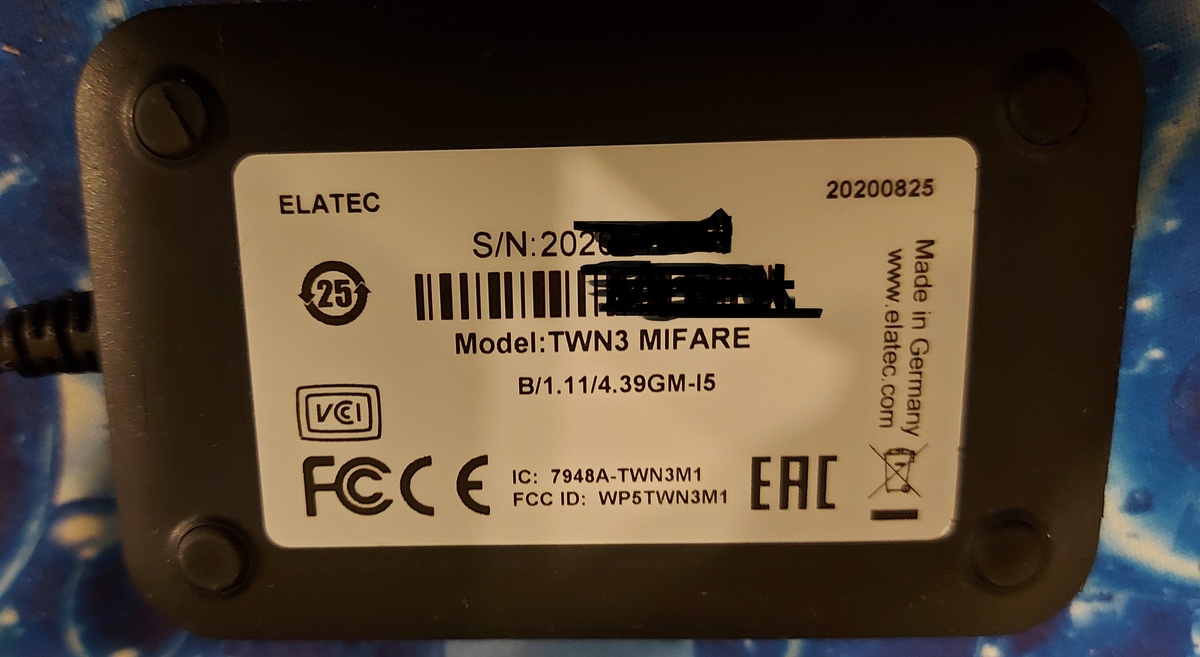 ELATEC
20200825
S/N:202
25
Model:TWN3 MIFARE
B/1.11/4.39GM-I5
VCI
FC CE
IC: 7948A-TWN3M1
FCC ID: WP5TWN3M1
EAC
Made in Germany
www.elatec.com